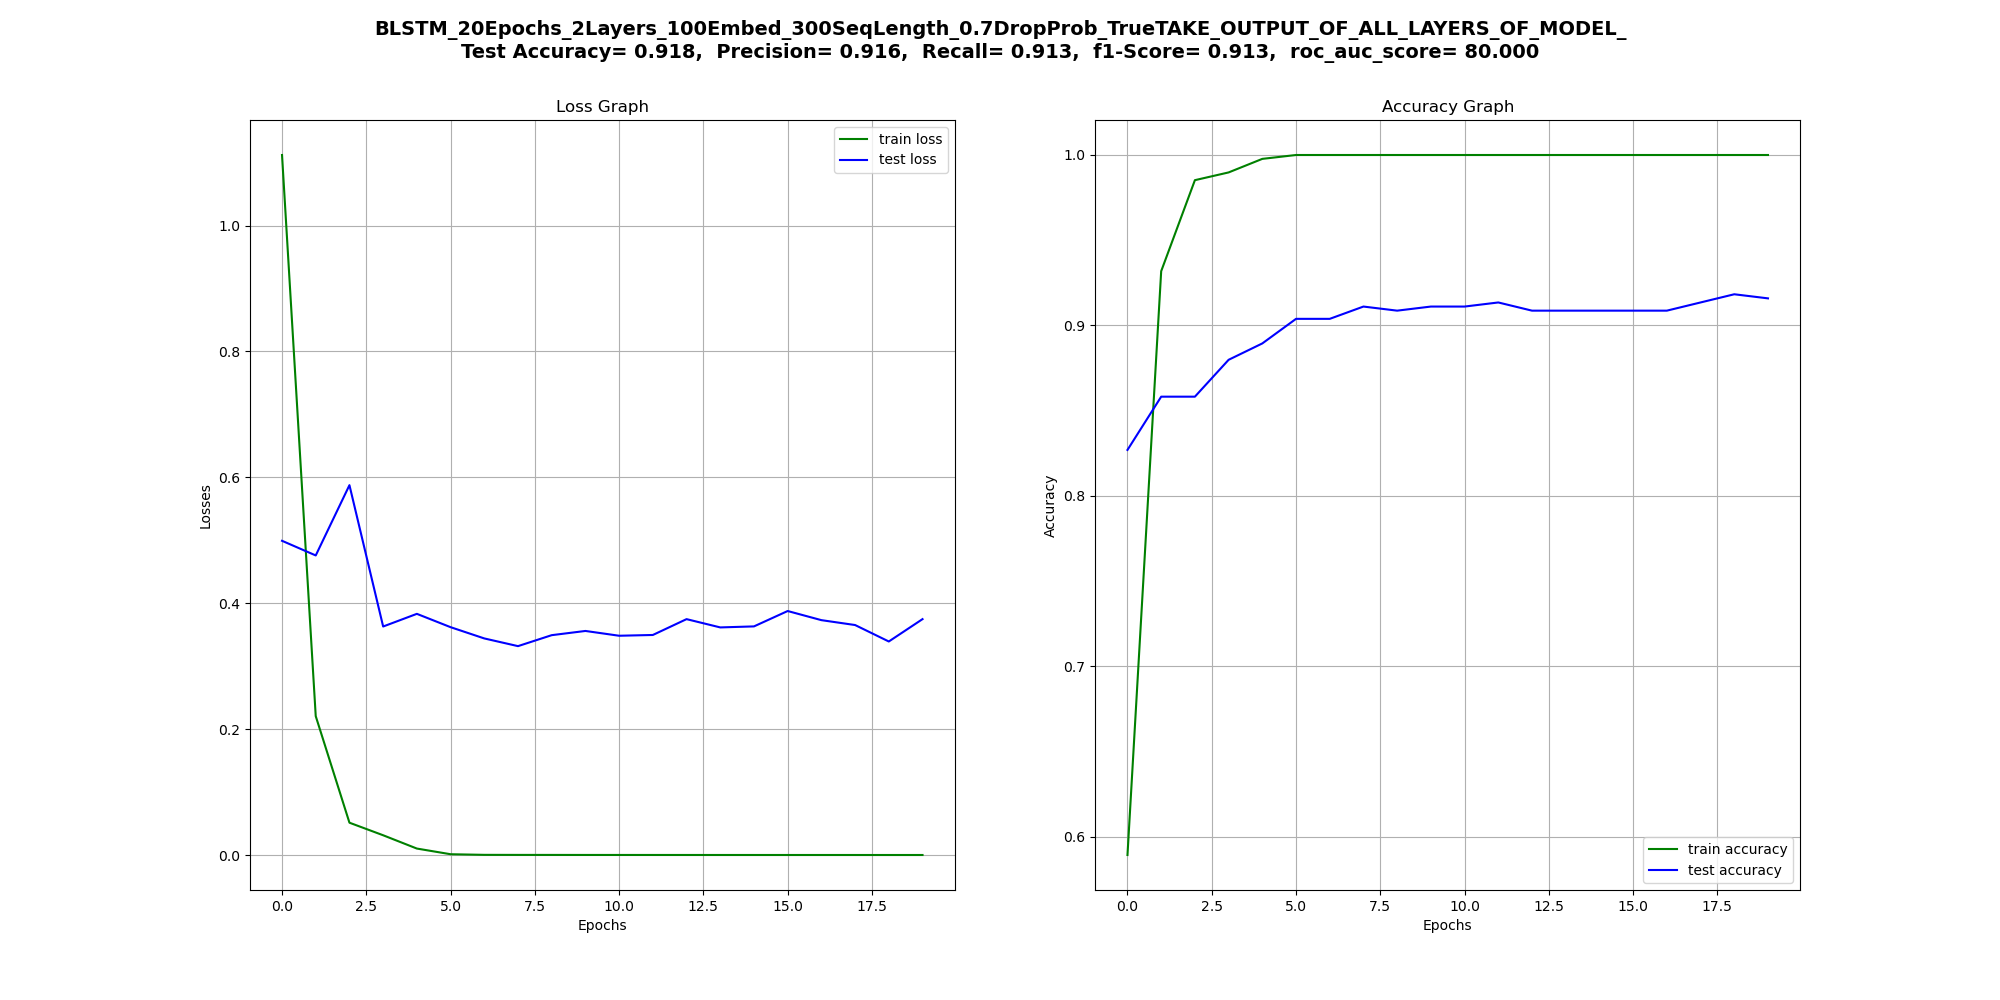 BLSTM_20Epochs_2Layers_100Embed_300SeqLength_0.7DropProb_TrueTAKE_OUTPUT_OF_ALL_LAYERS_OF_MODEL_
Test Accuracy= 0.918,  Precision= 0.916,  Recall= 0.913,  f1-Score= 0.913,  roc_auc_score= 80.000
Loss Graph
train loss
test loss
Losses
1.0
0.8
0.6
0.4
0.2
0.0
0.0 2.5 5.0 7.5 10.0 12.5 15.0 17.5
Epochs
Accuracy Graph
Accuracy
1.0
0.9
0.8
0.7
0.6
train accuracy
test accuracy
0.0 2.5 5.0 7.5 10.0 12.5 15.0 17.5
Epochs